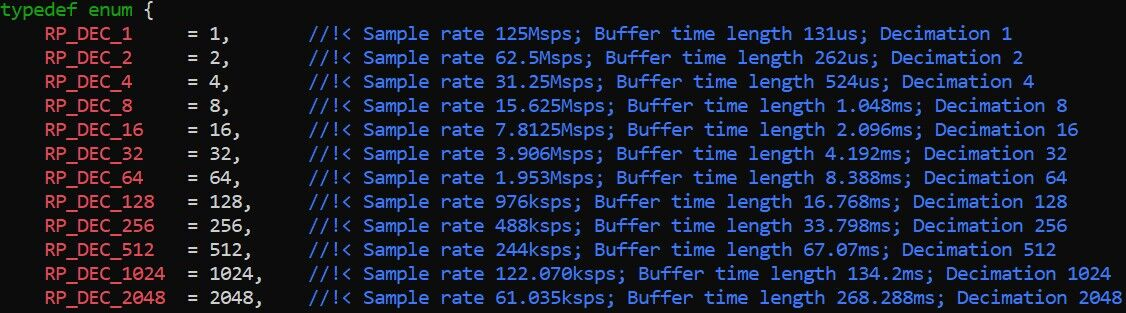 typedef enum {
RP_DEC_1 = 1, //!< Sample rate 125Msps; Buffer time length 131us; Decimation 1
RP_DEC_2 = 2, //!< Sample rate 62.5Msps; Buffer time length 262us; Decimation 2
RP_DEC_4 = 4, //!< Sample rate 31.25Msps; Buffer time length 524us; Decimation 4
RP_DEC_8 = 8, //!< Sample rate 15.625Msps; Buffer time length 1.048ms; Decimation 8
RP_DEC_16 = 16, //!< Sample rate 7.8125Msps; Buffer time length 2.096ms; Decimation 16
RP_DEC_32 = 32, //!< Sample rate 3.906Msps; Buffer time length 4.192ms; Decimation 32
RP_DEC_64 = 64, //!< Sample rate 1.953Msps; Buffer time length 8.388ms; Decimation 64
RP_DEC_128 = 128, //!< Sample rate 976ksps; Buffer time length 16.768ms; Decimation 128
RP_DEC_256 = 256, //!< Sample rate 488ksps; Buffer time length 33.798ms; Decimation 256
RP_DEC_512 = 512, //!< Sample rate 244ksps; Buffer time length 67.07ms; Decimation 512
RP_DEC_1024 = 1024, //!< Sample rate 122.070ksps; Buffer time length 134.2ms; Decimation 1024
RP_DEC_2048 = 2048, //!< Sample rate 61.035ksps; Buffer time length 268.288ms; Decimation 2048